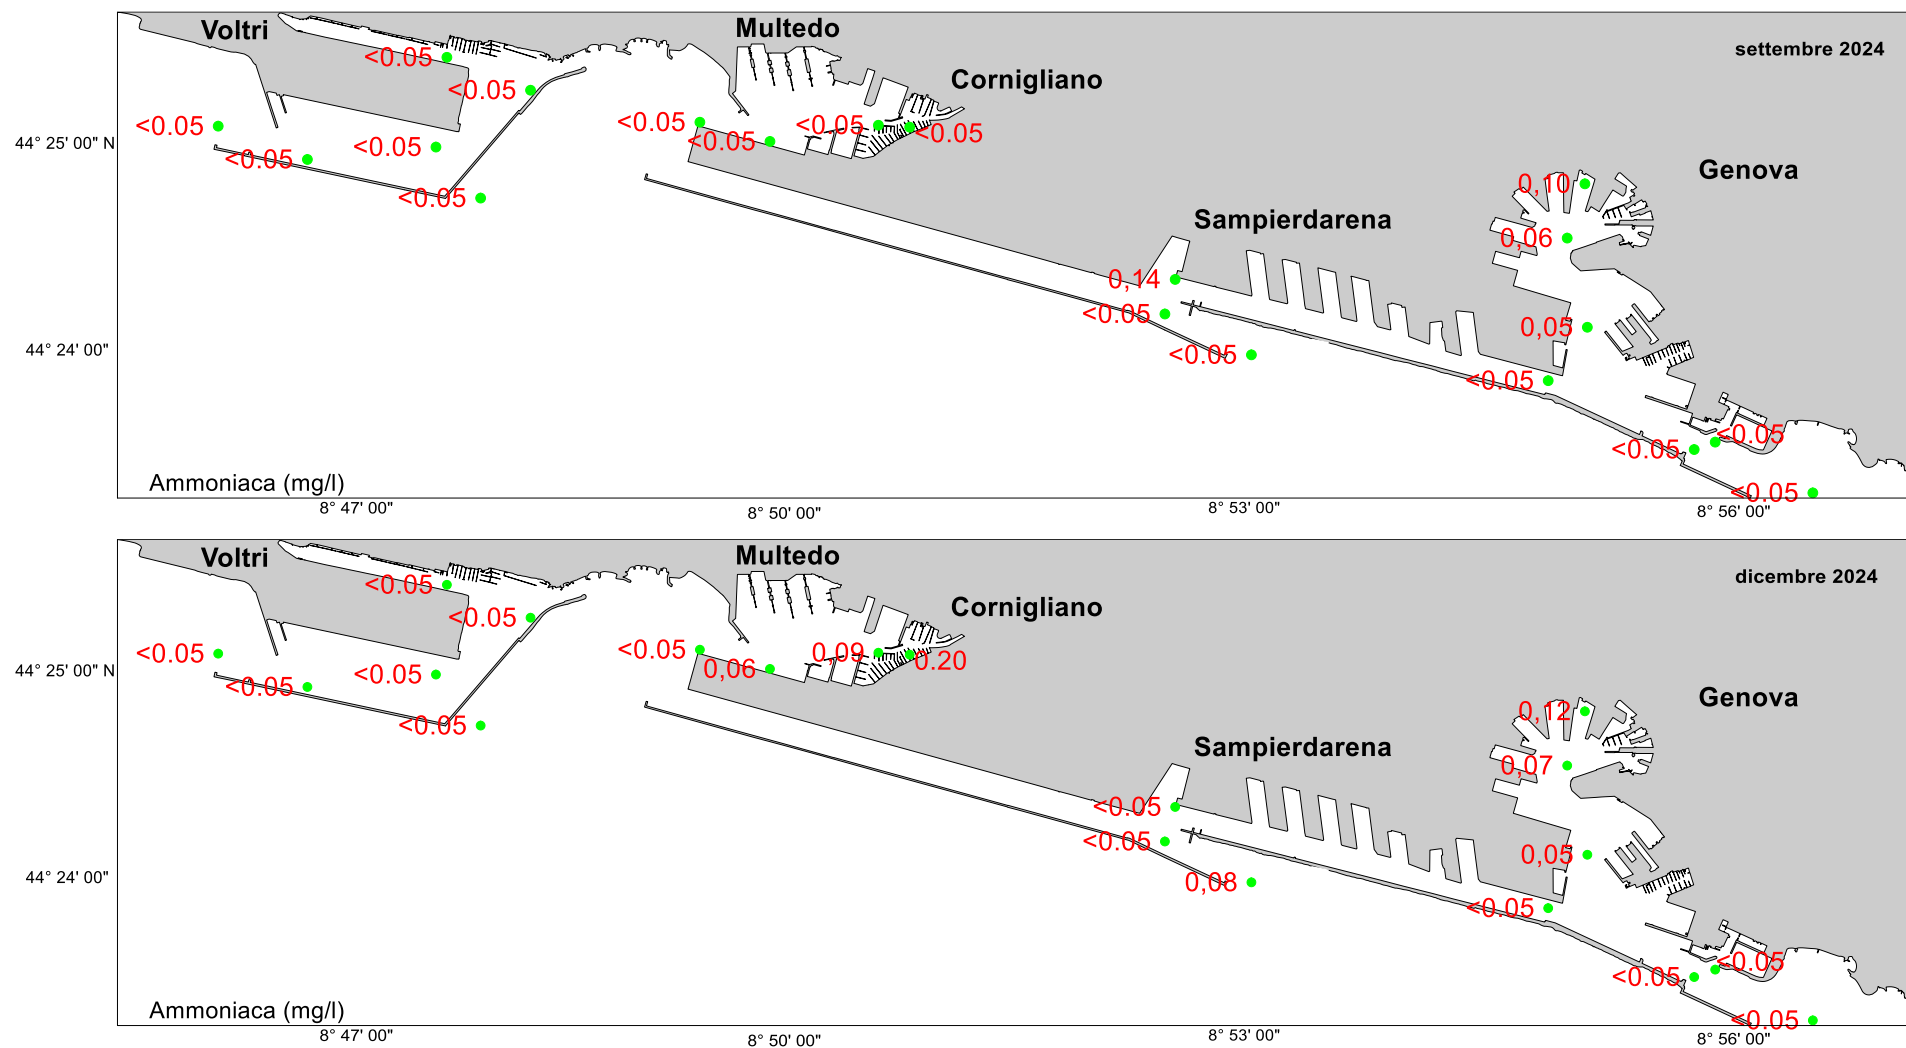 Voltri
Multedo
settembre 2024
<0.05
Cornigliano
<0.05
<0.05
<0.05
<0.05
<0.05
44° 25' 00" N
<0.05
<0.05
<0.05
<0.05
Genova
0,10
<0.05
Sampierdarena
0,06
0,14
<0.05
0,05
44° 24' 00"
<0.05
<0.05
<0.05
<0.05
Ammoniaca (mg/l)
<0.05
8° 47' 00"
8° 50' 00"
8° 53' 00"
8° 56' 00"
Voltri
Multedo
dicembre 2024
<0.05
Cornigliano
<0.05
<0.05
<0.05
0,09
0.20
44° 25' 00" N
0,06
<0.05
<0.05
Genova
0,12
<0.05
Sampierdarena
0,07
<0.05
<0.05
0,05
44° 24' 00"
0,08
<0.05
<0.05
<0.05
Ammoniaca (mg/l)
<0.05
8° 47' 00"
8° 50' 00"
8° 53' 00"
8° 56' 00"